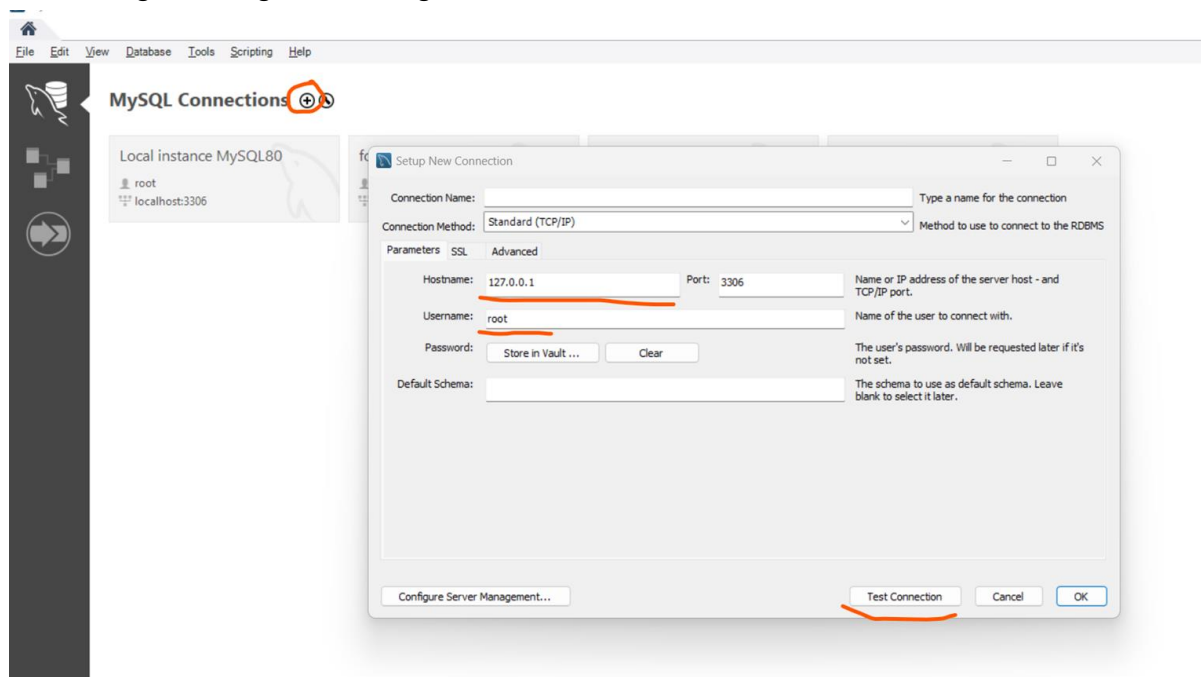 File Edit View Database Tools Scripting Help
MySQL Connections
Local instance MySQL80
root
localhost:3306
Setup New Connection
Connection Name:
Type a name for the connection
Connection Method: Standard (TCP/IP)
Method to use to connect to the RDBMS
Parameters SSL Advanced
Hostname: 127.0.0.1 Port: 3306
Name or IP address of the server host - and
TCP/IP port.
Username: root
Name of the user to connect with.
Password: Store in Vault ... Clear
The user's password. Will be requested later if it's
not set.
Default Schema:
The schema to use as default schema. Leave
blank to select it later.
Configure Server Management... Test Connection Cancel OK